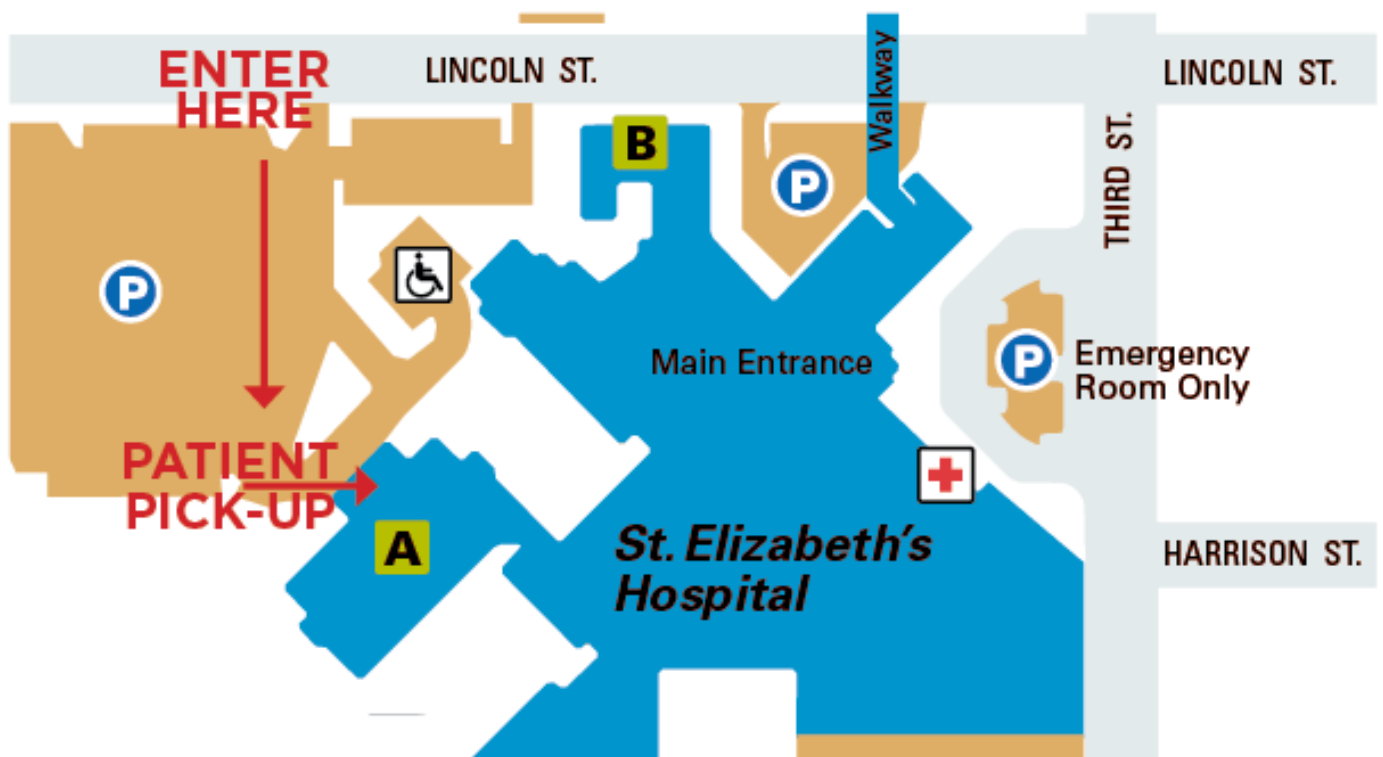 ENTER
HERE
LINCOLN ST.
Walkway
LINCOLN ST.
THIRD ST.
B
P
P
Main Entrance
P
Emergency
Room Only
PATIENT
PICK-UP
A
St. Elizabeth's
Hospital
HARRISON ST.